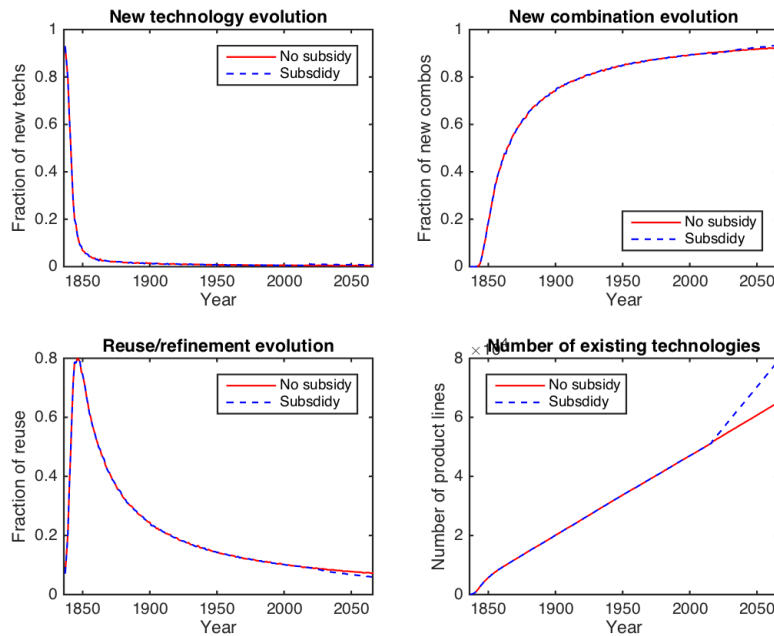 New technology evolution
1
0.8
0.6
0.4
0.2
0
1850 1900 1950 2000 2050
Fraction of new techs
Year
No subsidy
Subsdidy
New combination evolution
1
0.8
0.6
0.4
0.2
0
1850 1900 1950 2000 2050
Fraction of new combos
Year
No subsidy
Subsdidy
Reuse/refinement evolution
0.8
0.6
0.4
0.2
0
1850 1900 1950 2000 2050
Fraction of reuse
Year
No subsidy
Subsdidy
Number of existing technologies
8
6
4
2
0
1850 1900 1950 2000 2050
Number of product lines
Year
No subsidy
Subsdidy